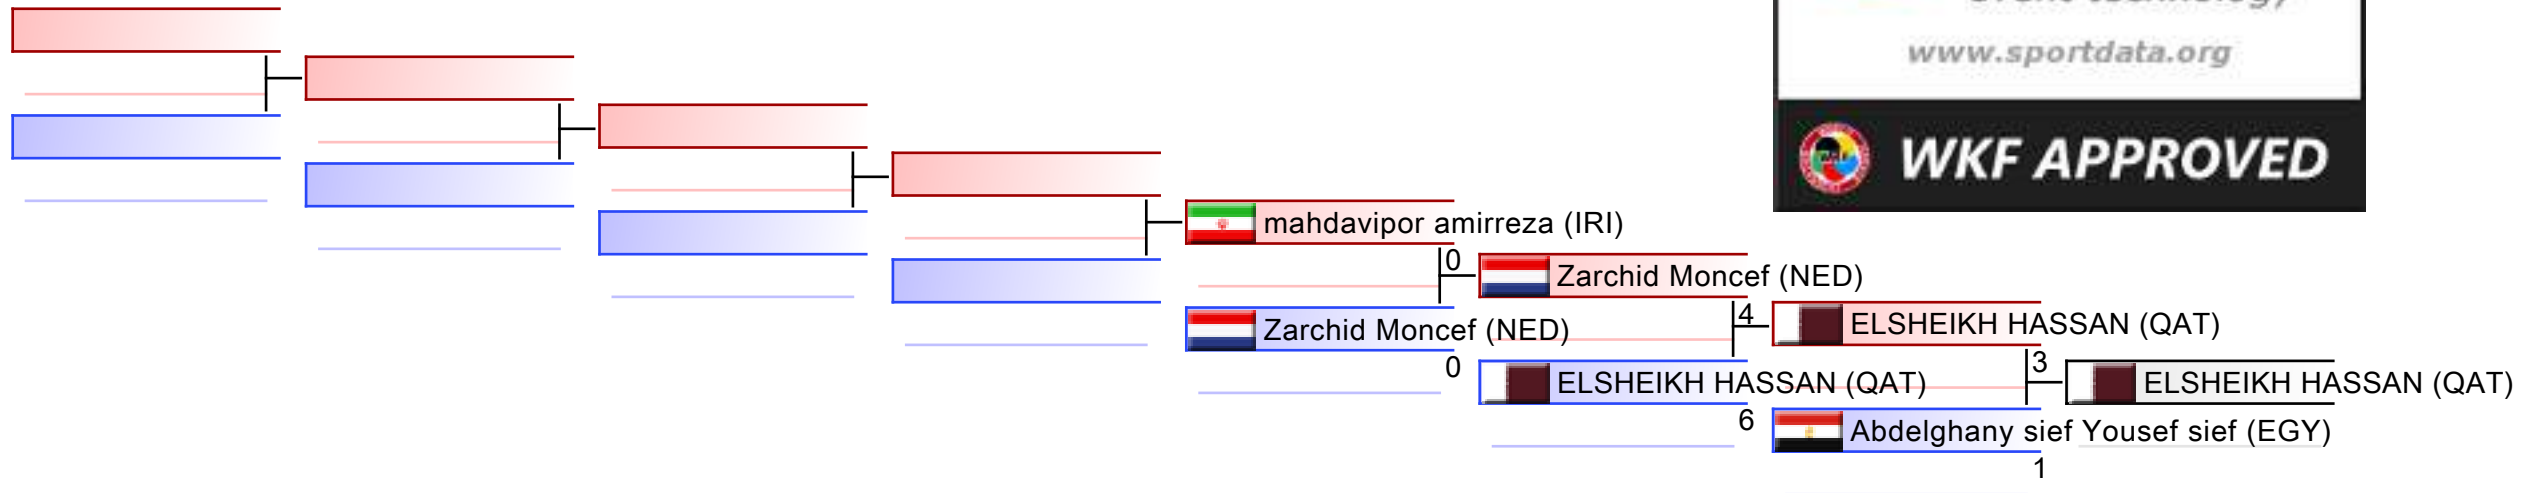 www.sportdata.org
WKF APPROVED
mahdavipor amirreza (IRI)
0
Zarchid Moncef (NED)
Zarchid Moncef (NED)
4
ELSHEIKH HASSAN (QAT)
0
ELSHEIKH HASSAN (QAT)
3
ELSHEIKH HASSAN (QAT)
6
Abdelghany sief Yousef sief (EGY)
1